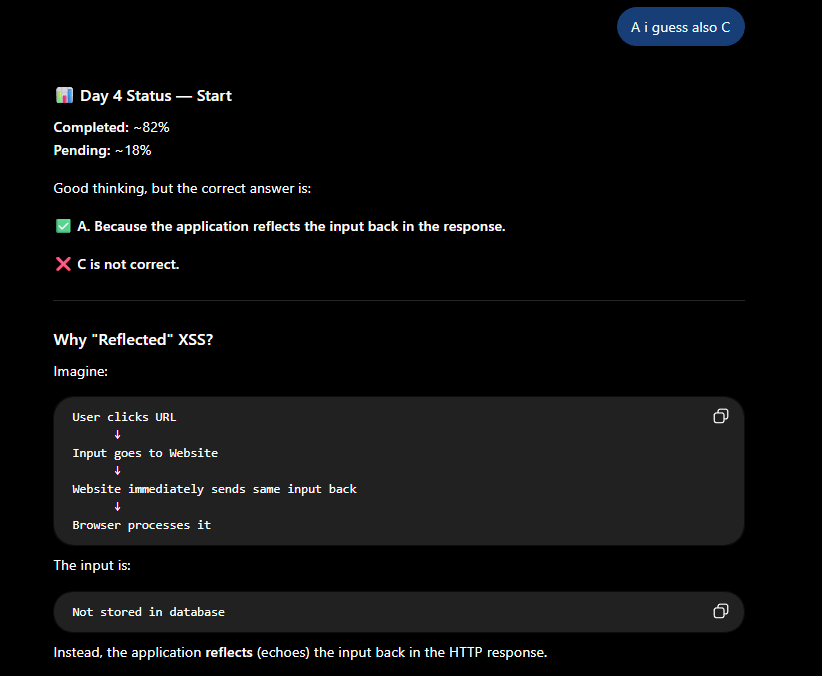 A i guess also C
📊 Day 4 Status — Start
Completed: ~82%
Pending: ~18%
Good thinking, but the correct answer is:
✅ A. Because the application reflects the input back in the response.
❌ C is not correct.
Why "Reflected" XSS?
Imagine:
User clicks URL
↓
Input goes to Website
↓
Website immediately sends same input back
↓
Browser processes it
The input is:
Not stored in database
Instead, the application reflects (echoes) the input back in the HTTP response.